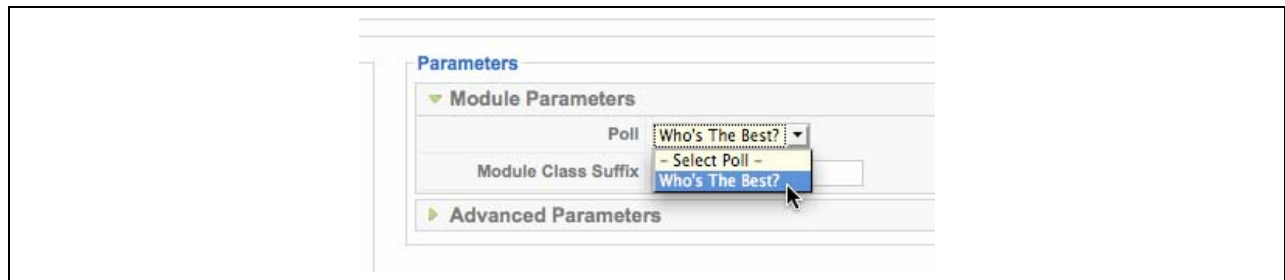 Parameters
Module Parameters
Poll Who's The Best?
- Select Poll -
Module Class Suffix Who's The Best?
Advanced Parameters